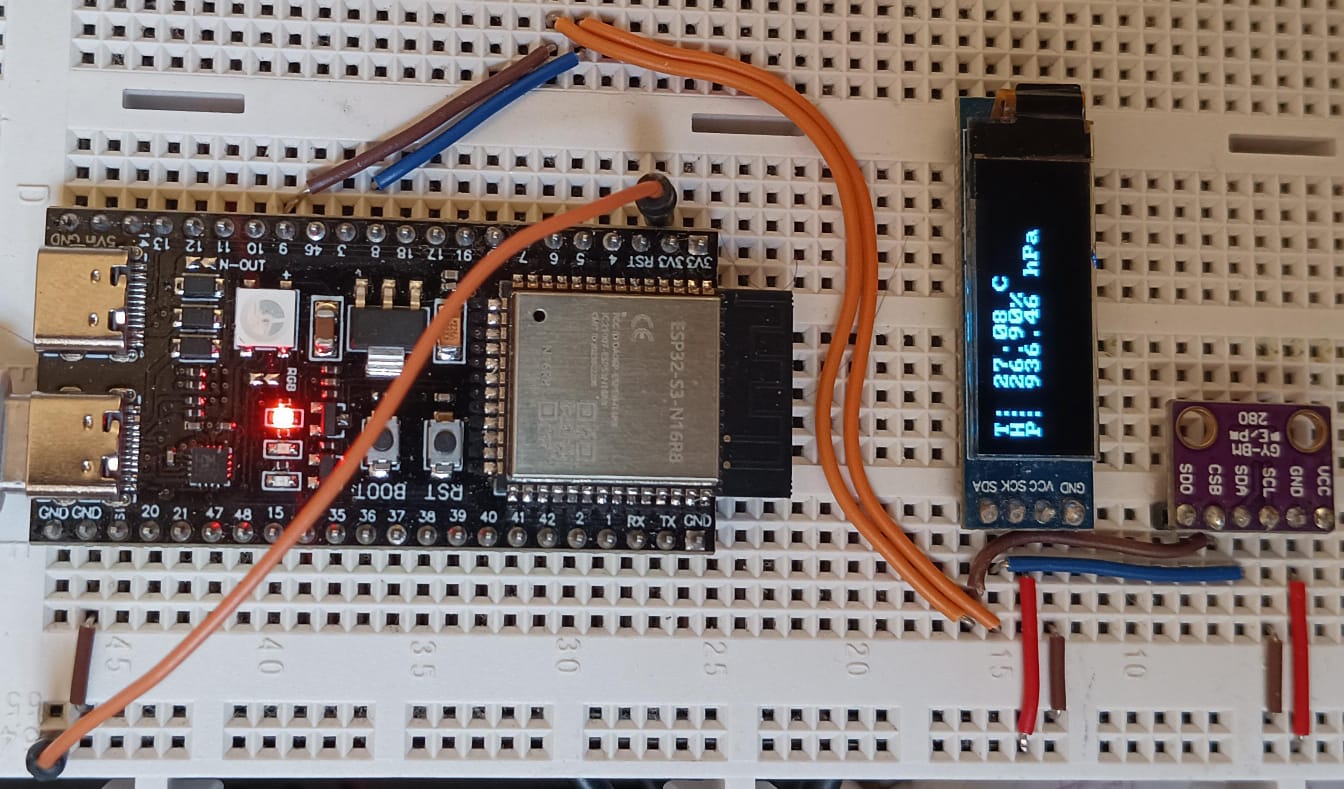 D
GND 5Vin 14 13 12 11 10 9 46 3 8 18 17 16 7 6 5 4 RST 3V3 3V3
IN-OUT
RGB
BOOT RST
ESP32-S3-N16R8
GND GND 19 20 21 47 48 15 35 36 37 38 39 40 41 42 2 1 RX TX GND
T: 27.08 C
H: 26.90%
P: 936.46 hPa
GND VCC SCK SDA
GY-BM
E/PM
280
VCC GND SCL SDA CSB SDO
45 40 35 30 25 20 15 10